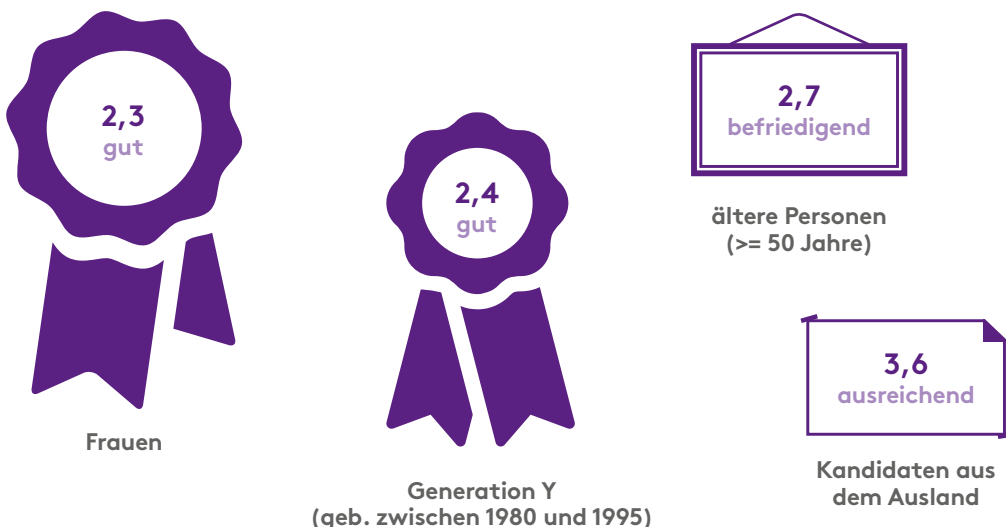 2,3
gut
Frauen
2,4
gut
Generation Y
(geb. zwischen 1980 und 1995)
2,7
befriedigend
ältere Personen
(>= 50 Jahre)
3,6
ausreichend
Kandidaten aus
dem Ausland